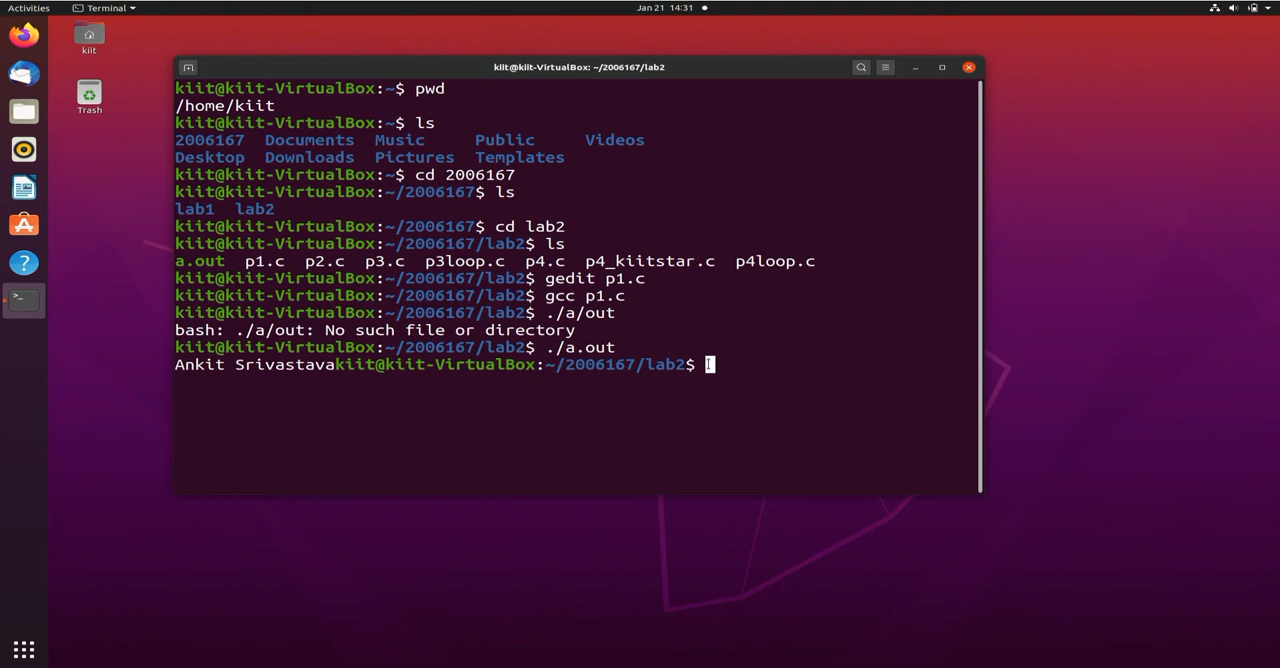 Activities Terminal Jan 21 14:31
kiit
Trash
kiit@kiit-VirtualBox: ~/2006167/lab2
kiit@kiit-VirtualBox:~$ pwd
/home/kiit
kiit@kiit-VirtualBox:~$ ls
2006167 Documents Music Public Videos
Desktop Downloads Pictures Templates
kiit@kiit-VirtualBox:~$ cd 2006167
kiit@kiit-VirtualBox:~/2006167$ ls
lab1 lab2
kiit@kiit-VirtualBox:~/2006167$ cd lab2
kiit@kiit-VirtualBox:~/2006167/lab2$ ls
a.out p1.c p2.c p3.c p3loop.c p4.c p4_kiitstar.c p4loop.c
kiit@kiit-VirtualBox:~/2006167/lab2$ gedit p1.c
kiit@kiit-VirtualBox:~/2006167/lab2$ gcc p1.c
kiit@kiit-VirtualBox:~/2006167/lab2$ ./a/out
bash: ./a/out: No such file or directory
kiit@kiit-VirtualBox:~/2006167/lab2$ ./a.out
Ankit Srivastavakiit@kiit-VirtualBox:~/2006167/lab2$